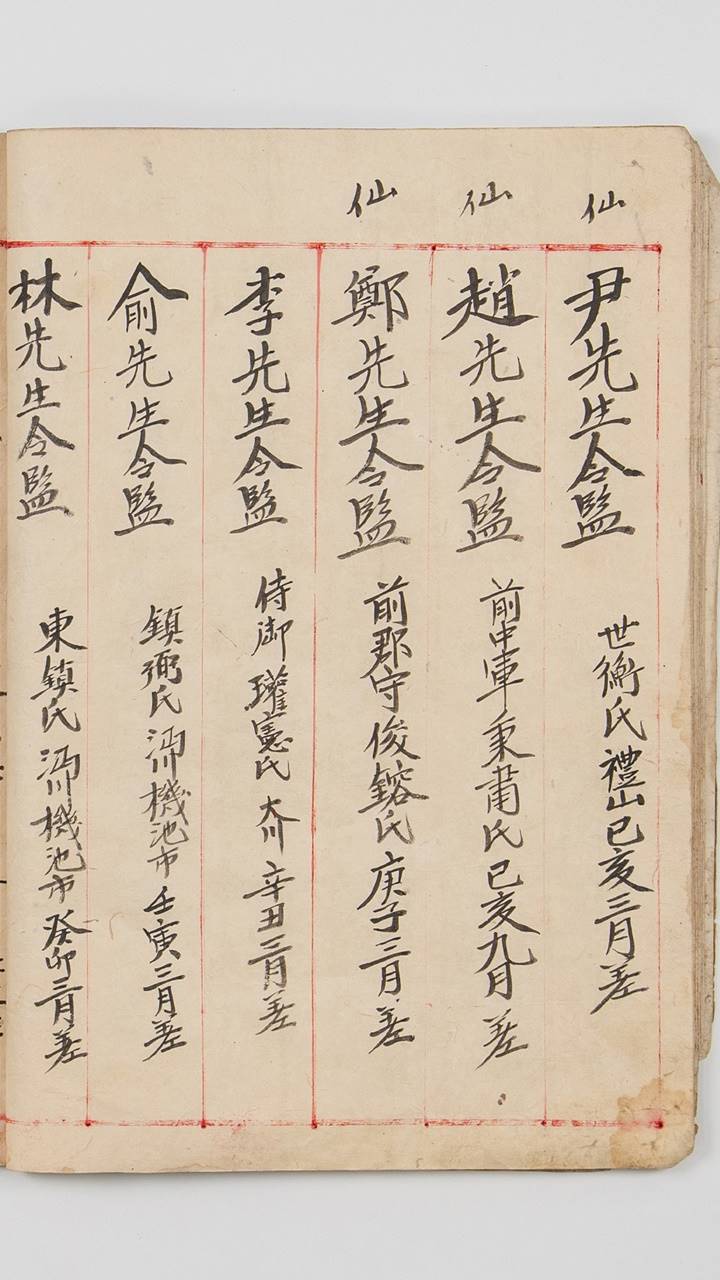 仙
尹先生令監 世衡氏 禮山 己亥三月差
仙
趙先生令監 前中軍秉肅氏 己亥九月差
仙
鄭先生令監 前郡守俊鎔氏 庚子三月差
李先生令監 侍御瓘憲氏 大川 辛丑三月差
俞先生令監 鎮弼氏 沔川機池市 壬寅三月差
林先生令監 東鎮氏 沔川機池市 癸卯三月差